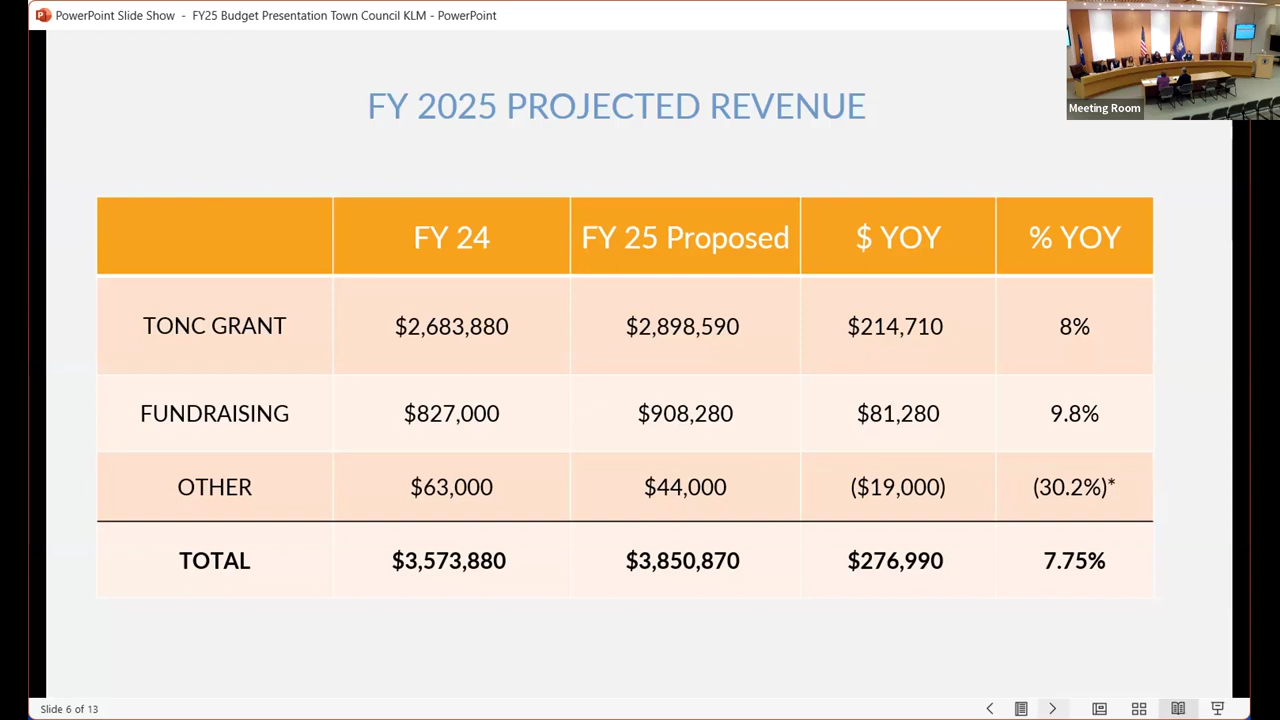 PowerPoint Slide Show - FY25 Budget Presentation Town Council KLM - PowerPoint
Meeting Room
FY 2025 PROJECTED REVENUE
FY 24 FY 25 Proposed $ YOY % YOY
TONC GRANT $2,683,880 $2,898,590 $214,710 8%
FUNDRAISING $827,000 $908,280 $81,280 9.8%
OTHER $63,000 $44,000 ($19,000) (30.2%)*
TOTAL $3,573,880 $3,850,870 $276,990 7.75%
Slide 6 of 13